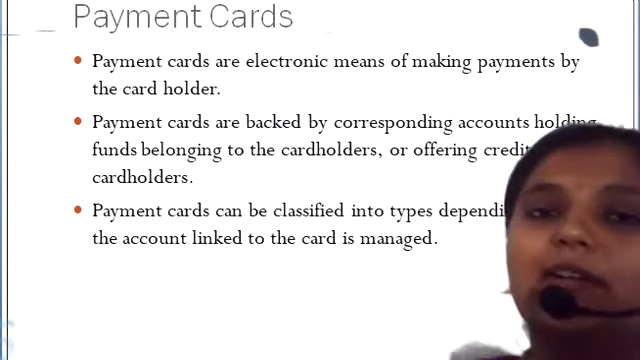 Payment Cards
Payment cards are electronic means of making payments by
the card holder.
Payment cards are backed by corresponding accounts holding
funds belonging to the cardholders, or offering credit
cardholders.
Payment cards can be classified into types
the account linked to the card is managed.